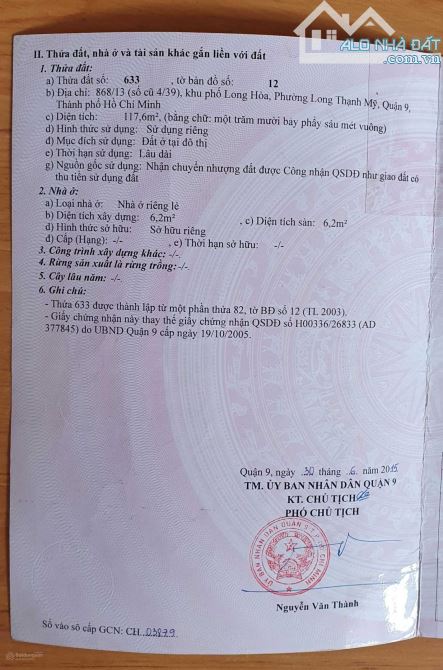 ALO NHÀ ĐẤT
II. Thửa đất, nhà ở và tài sản khác gắn liền với đất
1. Thửa đất:
a) Thửa đất số: 633 , tờ bản đồ số: 12
b) Địa chỉ: 868/13 (số cũ 4/39), khu phố Long Hòa, Phường Long Thạnh Mỹ, Quận 9,
Thành phố Hồ Chí Minh
c) Diện tích: 117,6m², (bằng chữ: một trăm mười bảy phẩy sáu mét vuông)
d) Hình thức sử dụng: Sử dụng riêng
đ) Mục đích sử dụng: Đất ở tại đô thị
e) Thời hạn sử dụng: Lâu dài
g) Nguồn gốc sử dụng: Nhận chuyển nhượng đất được Công nhận QSDĐ như giao đất có
thu tiền sử dụng đất
2. Nhà ở:
a) Loại nhà ở: Nhà ở riêng lẻ
b) Diện tích xây dựng: 6,2m² , c) Diện tích sàn: 6,2m²
d) Hình thức sở hữu: Sở hữu riêng
đ) Cấp (Hạng): -/- , e) Thời hạn sở hữu: -/-
3. Công trình xây dựng khác: -/-
4. Rừng sản xuất là rừng trồng: -/-
5. Cây lâu năm: -/-
6. Ghi chú:
- Thửa 633 được thành lập từ một phần thửa 82, tờ BĐ số 12 (TL 2003).
- Giấy chứng nhận này thay thế giấy chứng nhận QSDĐ số H00336/26833 (AD
377845) do UBND Quận 9 cấp ngày 19/10/2005.
Quận 9, ngày 30 tháng 6 năm 2015
TM. ỦY BAN NHÂN DÂN QUẬN 9
KT. CHỦ TỊCH
PHÓ CHỦ TỊCH
ỦY BAN NHÂN DÂN QUẬN 9 T.P. HỒ CHÍ MINH
Nguyễn Văn Thành
Số vào sổ cấp GCN: CH 03879